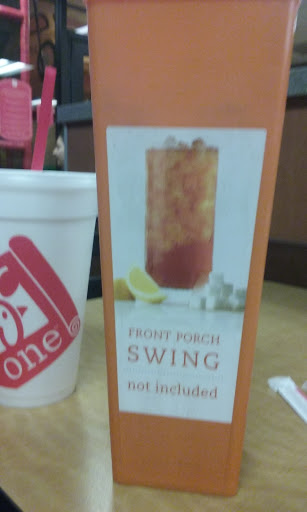 one
FRONT PORCH
SWING
not included